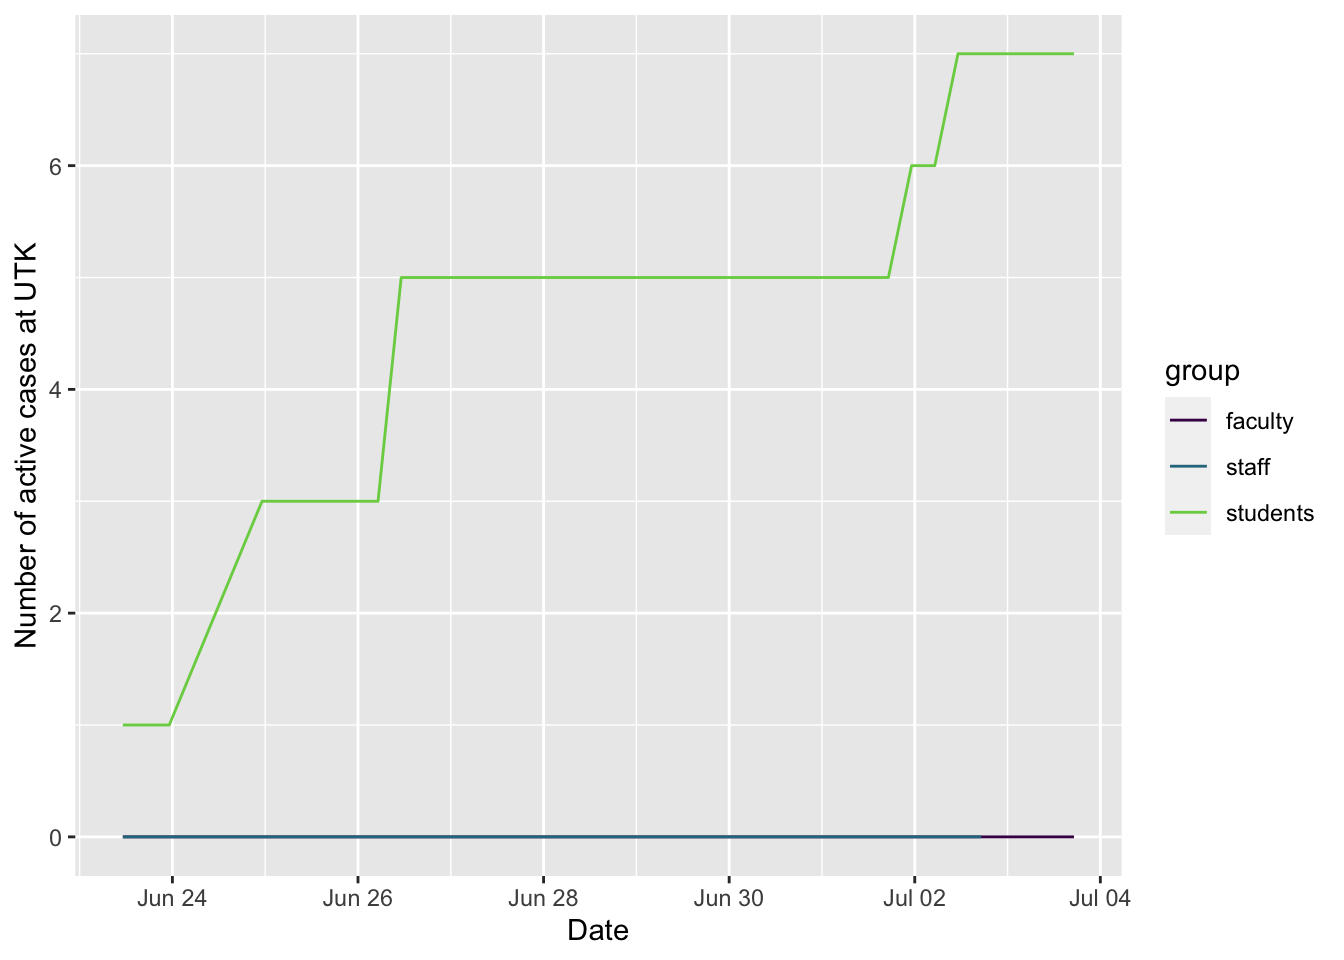 Number of active cases at UTK
6
4
2
0
Jun 24
Jun 26
Jun 28
Jun 30
Jul 02
Jul 04
Date
group
faculty
staff
students